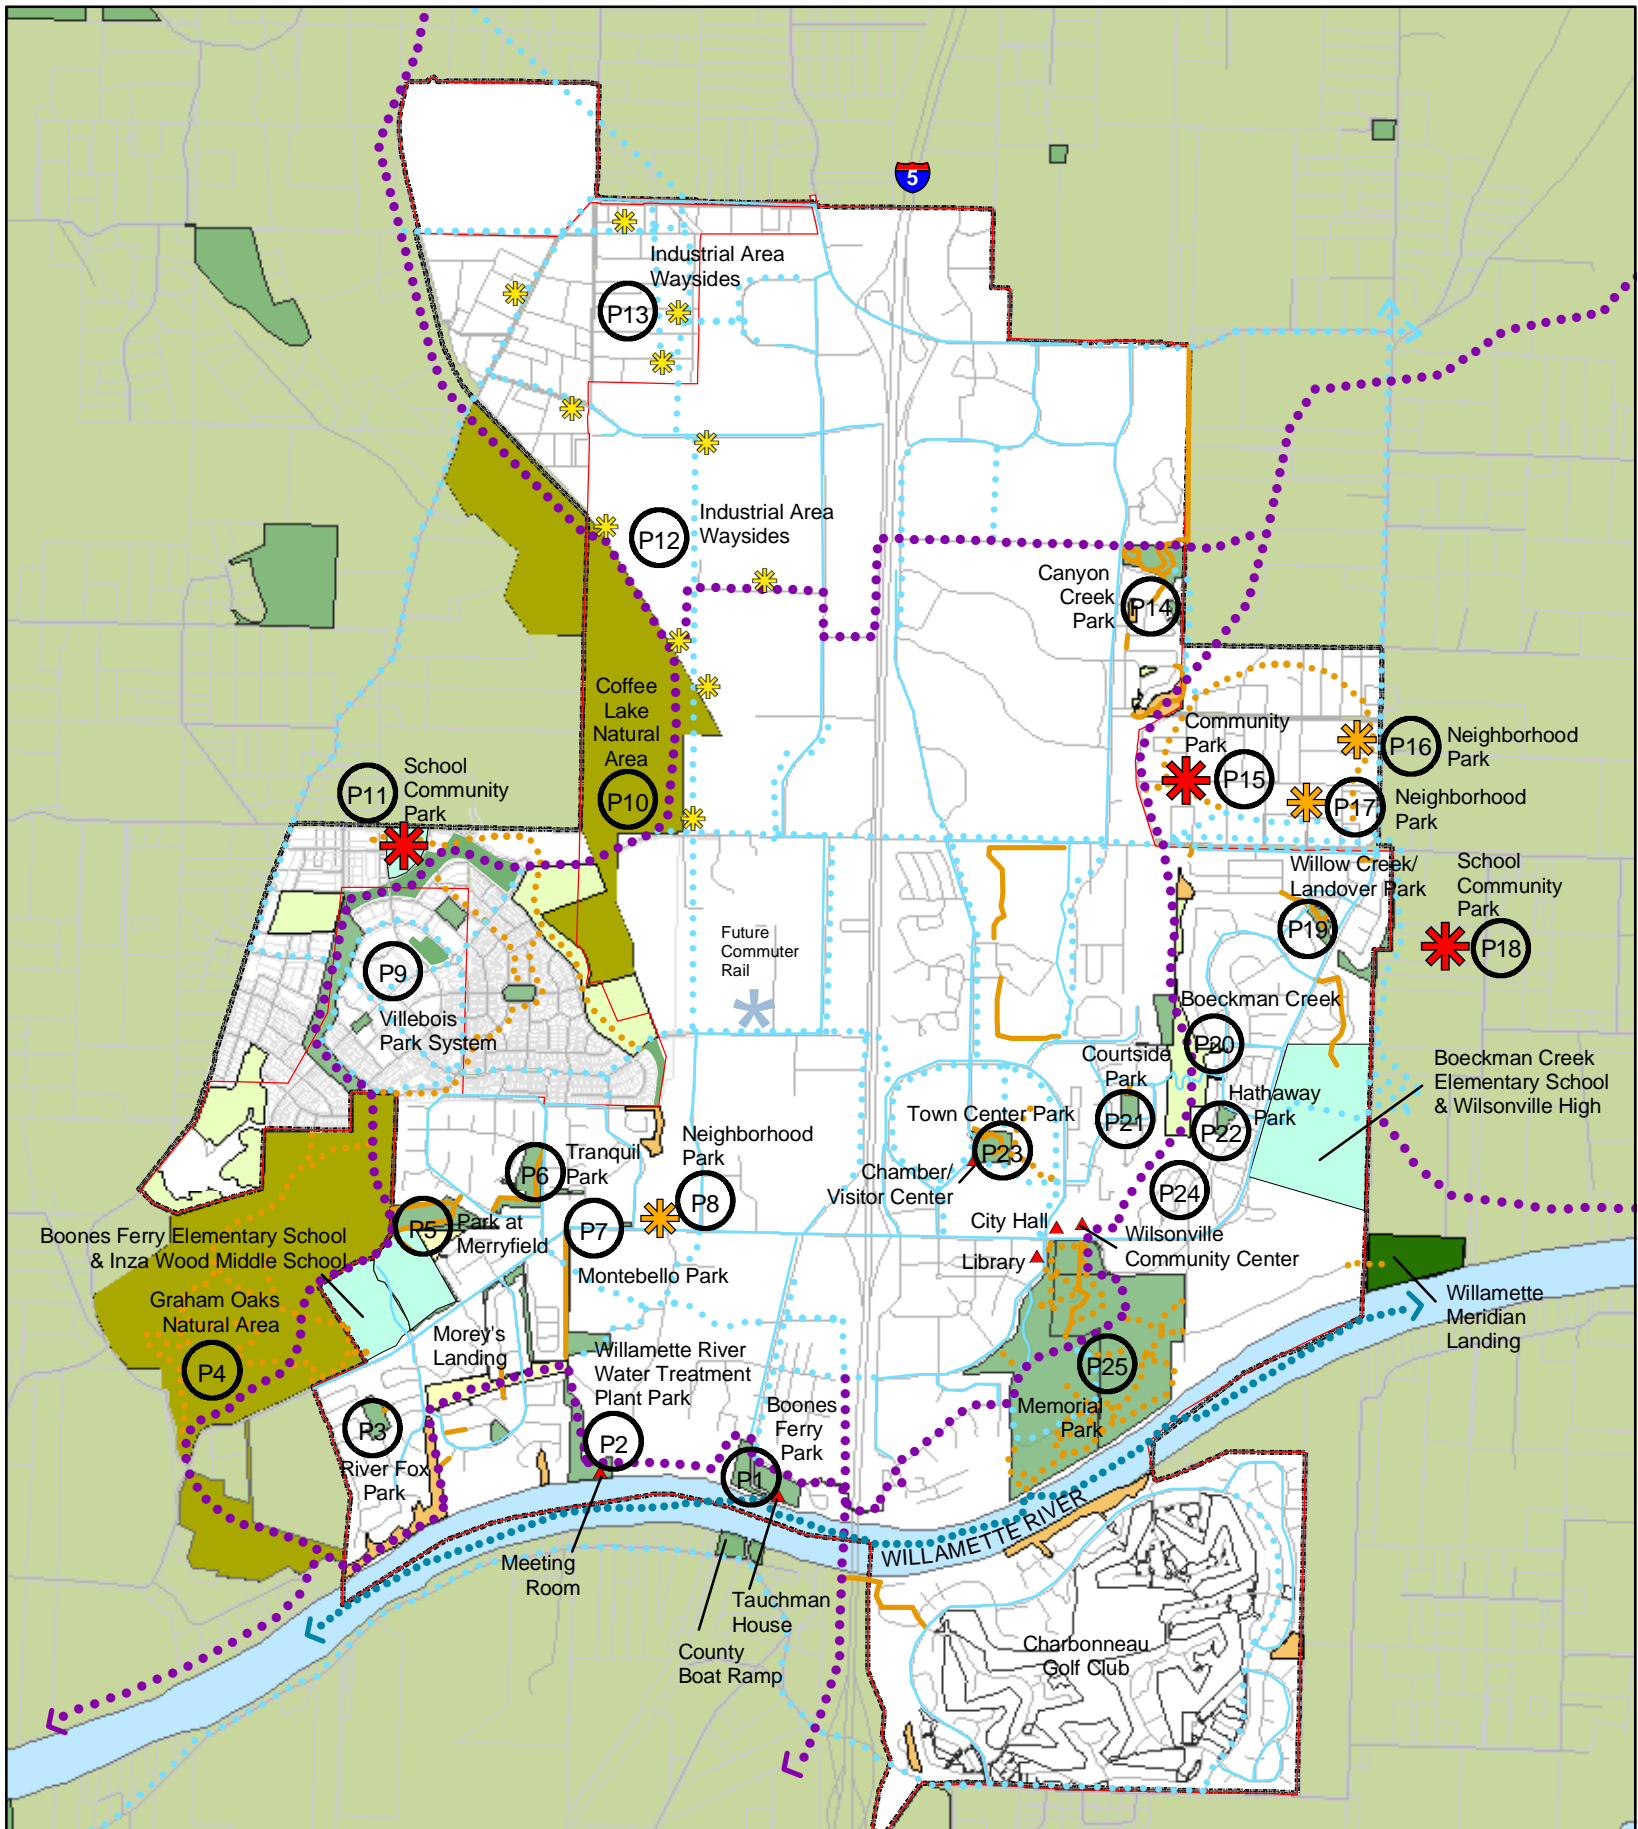 5
Industrial Area
Waysides
P13
Industrial Area
Waysides
P12
Canyon
Creek
Park
P14
Coffee
Lake
Natural
Area
P10
Community
Park
P15
P16
Neighborhood
Park
P17
Neighborhood
Park
P11
School
Community
Park
Willow Creek/
Landover Park
P19
School
Community
Park
P18
Future
Commuter
Rail
P9
Villebois
Park System
Boeckman Creek
P20
Courtside
Park
P21
Hathaway
Park
P22
Boeckman Creek
Elementary School
& Wilsonville High
Town Center Park
P23
Chamber/
Visitor Center
Neighborhood
Park
P8
Tranquil
Park
P6
P7
Montebello Park
P5
Park at
Merryfield
Boones Ferry Elementary School
& Inza Wood Middle School
Graham Oaks
Natural Area
P4
P24
City Hall
Library
Wilsonville
Community Center
Willamette
Meridian
Landing
Morey's
Landing
Willamette River
Water Treatment
Plant Park
P2
Boones
Ferry
Park
P1
P25
Memorial
Park
P3
River Fox
Park
WILLAMETTE RIVER
Meeting
Room
Tauchman
House
County
Boat Ramp
Charbonneau
Golf Club